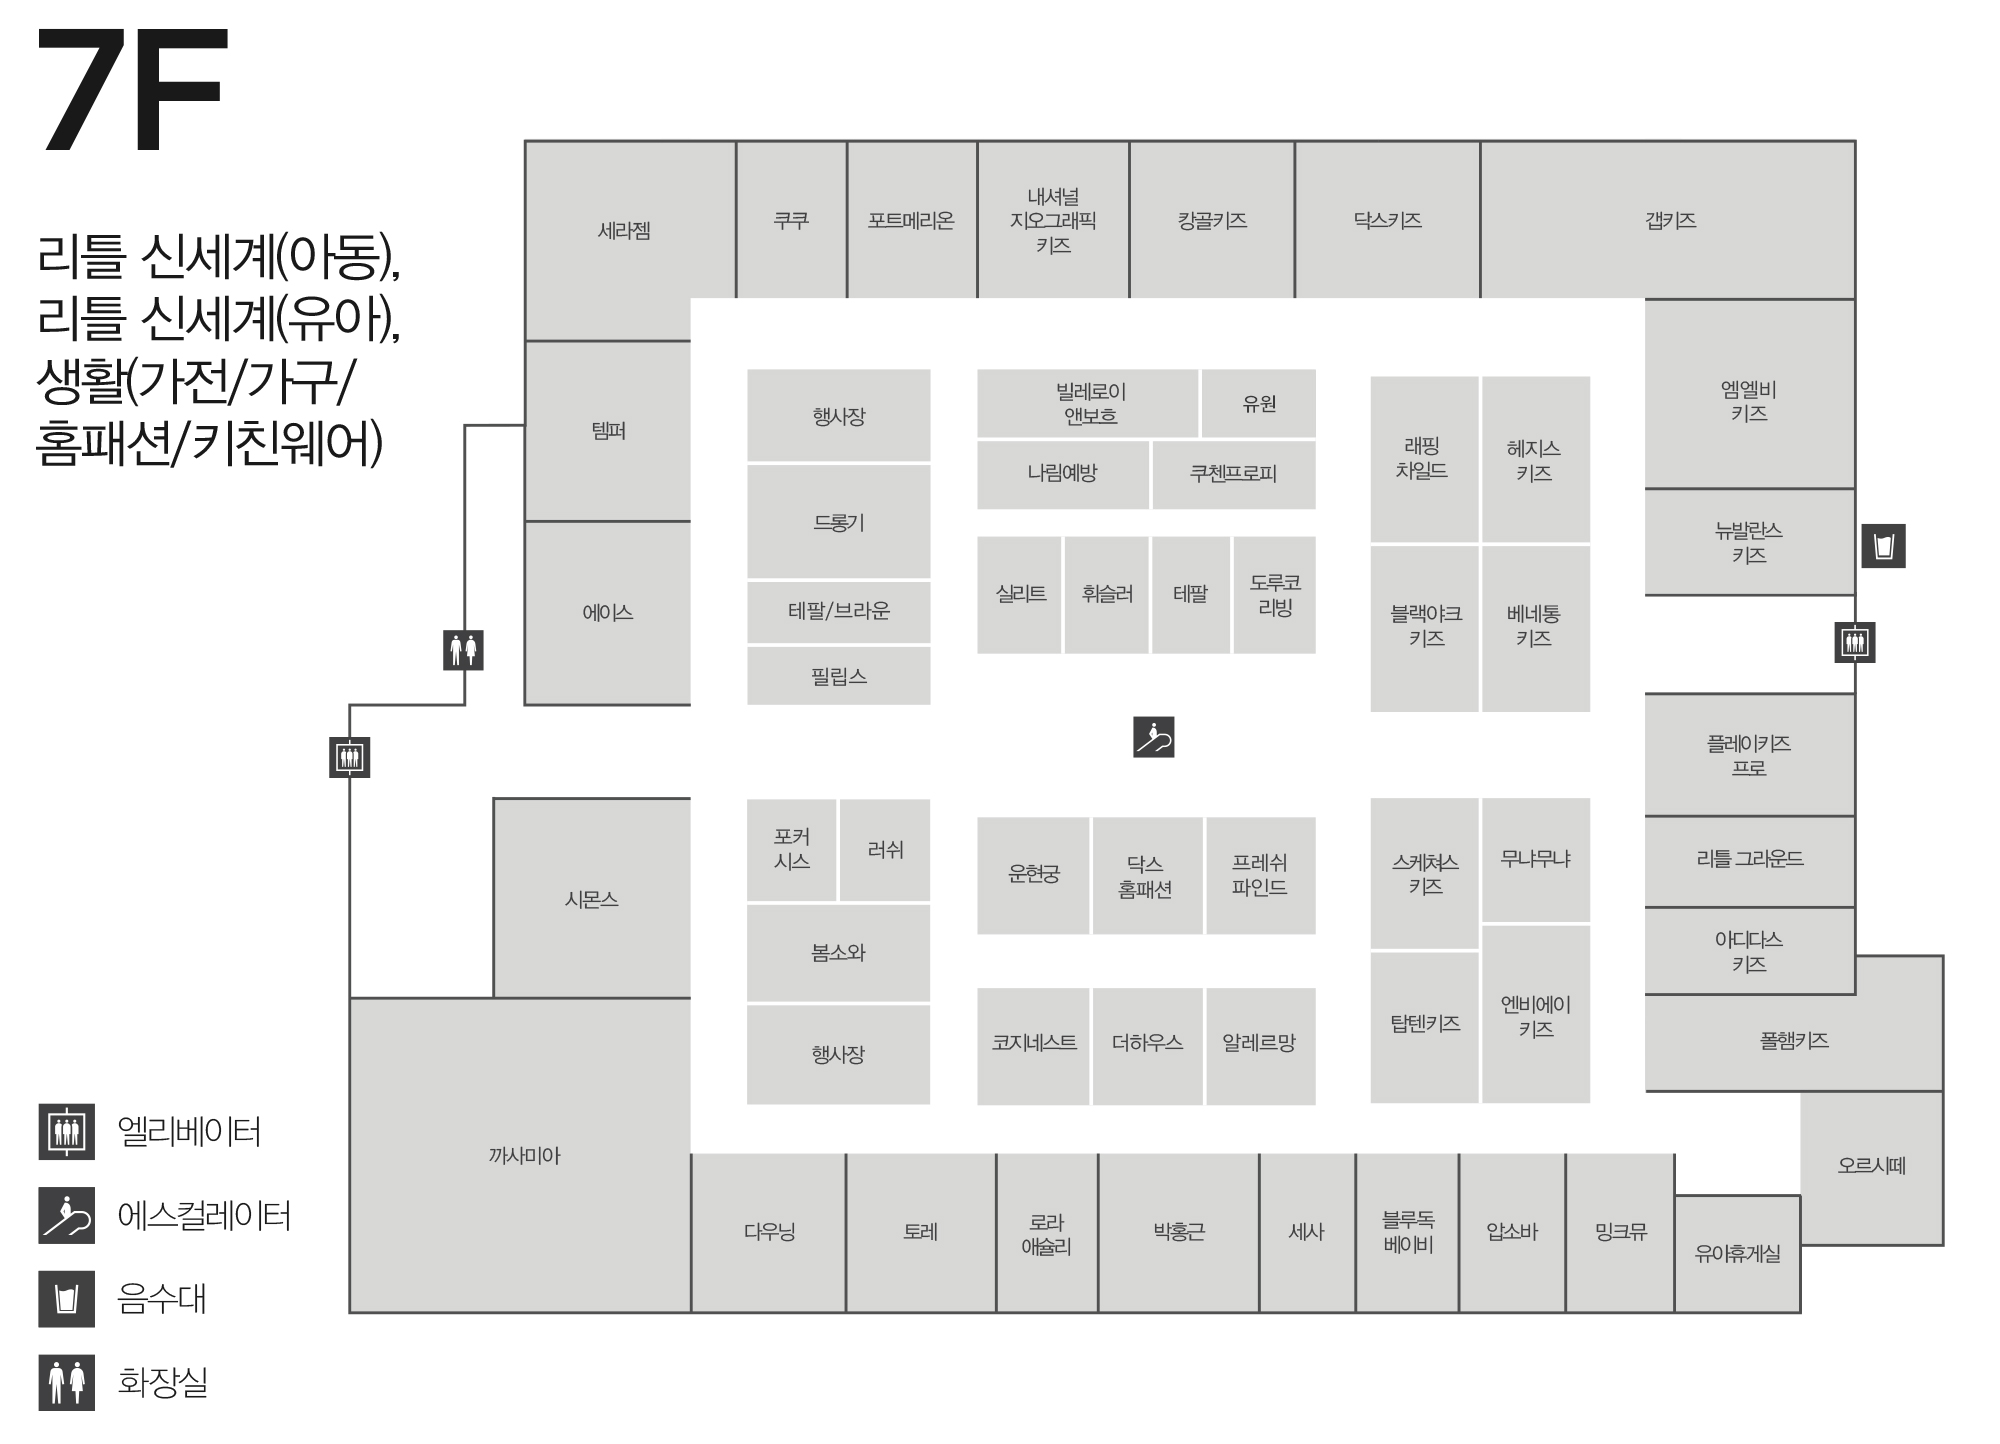 7F
리틀 신세계(아동),
리틀 신세계(유아),
생활(가전/가구/
홈패션/키친웨어)
세라젬
쿠쿠
포트메리온
내셔널
지오그래픽
키즈
캉골키즈
닥스키즈
갭키즈
템퍼
에이스
행사장
드롱기
테팔/브라운
필립스
빌레로이
앤보흐
유원
나림예방
쿠첸프로피
실리트
휘슬러
테팔
도루코
리빙
래핑
차일드
헤지스
키즈
블랙야크
키즈
베네통
키즈
엠엘비
키즈
뉴발란스
키즈
플레이키즈
프로
리틀 그라운드
아디다스
키즈
폴햄키즈
오르시떼
시몬스
까사미아
포커
시스
러쉬
봄소와
행사장
운현궁
닥스
홈패션
프레쉬
파인드
코지네스트
더하우스
알레르망
스케쳐스
키즈
무냐무냐
탑텐키즈
엔비에이
키즈
다우닝
토레
로라
애슐리
박홍근
세사
블루독
베이비
압소바
밍크뮤
유아휴게실
엘리베이터
에스컬레이터
음수대
화장실